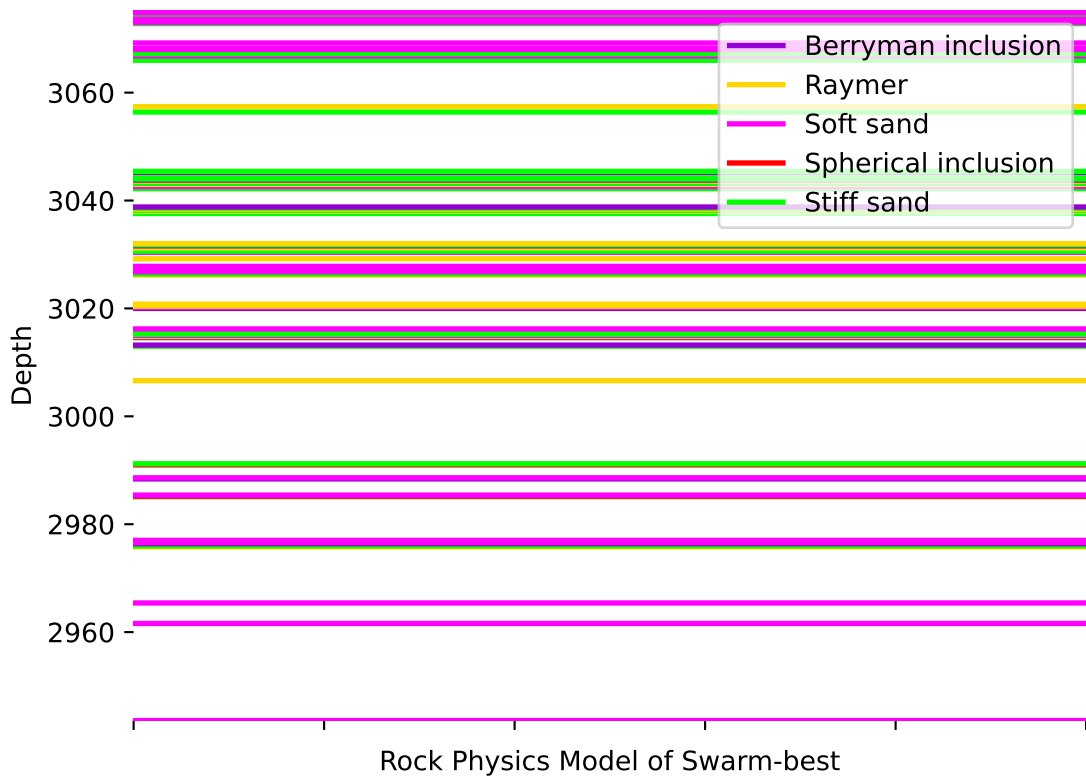 Berryman inclusion
Raymer
Soft sand
Spherical inclusion
Stiff sand
3060
3040
3020
3000
2980
2960
Depth
Rock Physics Model of Swarm-best